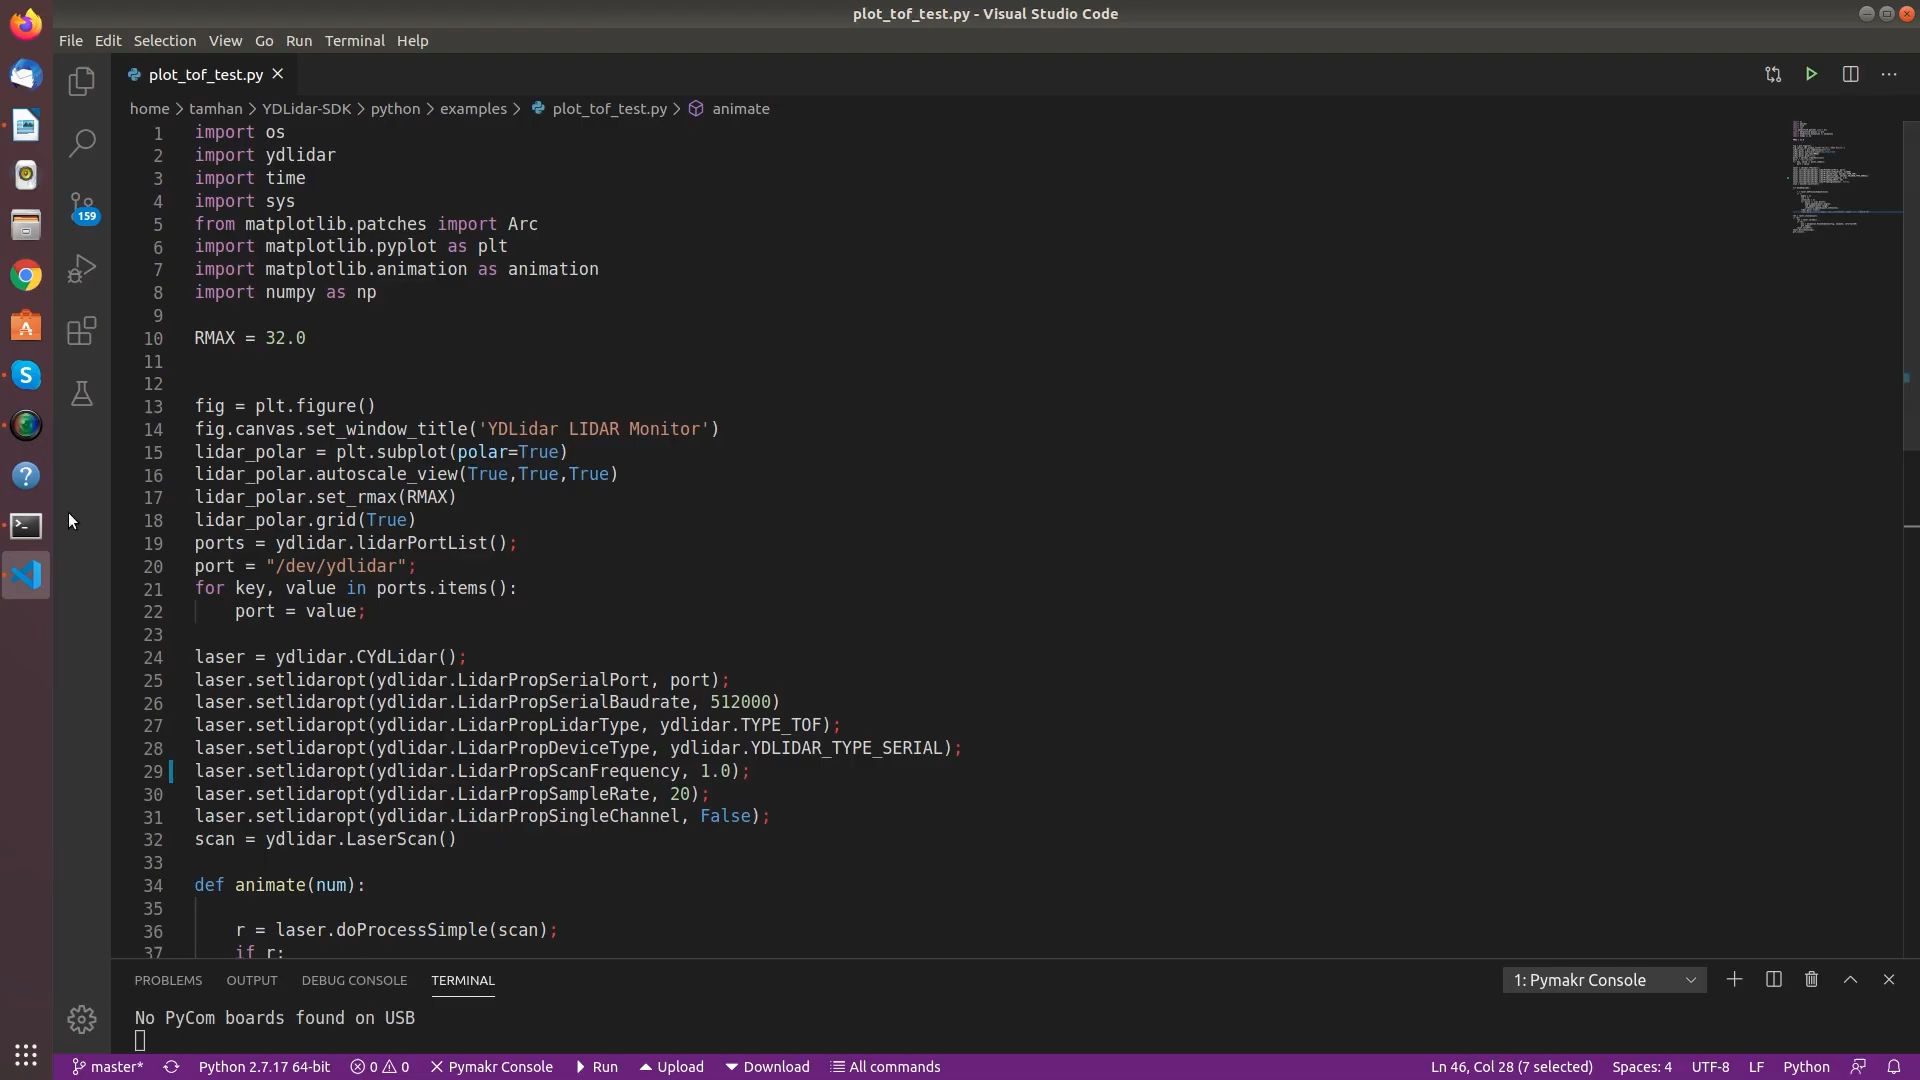 plot_tof_test.py - Visual Studio Code
File Edit Selection View Go Run Terminal Help
plot_tof_test.py
home > tamhan > YDLidar-SDK > python > examples > plot_tof_test.py > animate
159
1 import os
2 import ydlidar
3 import time
4 import sys
5 from matplotlib.patches import Arc
6 import matplotlib.pyplot as plt
7 import matplotlib.animation as animation
8 import numpy as np
9
10 RMAX = 32.0
11
12
13 fig = plt.figure()
14 fig.canvas.set_window_title('YDLidar LIDAR Monitor')
15 lidar_polar = plt.subplot(polar=True)
16 lidar_polar.autoscale_view(True,True,True)
17 lidar_polar.set_rmax(RMAX)
18 lidar_polar.grid(True)
19 ports = ydlidar.lidarPortList();
20 port = "/dev/ydlidar";
21 for key, value in ports.items():
22     port = value;
23
24 laser = ydlidar.CYdLidar();
25 laser.setlidaropt(ydlidar.LidarPropSerialPort, port);
26 laser.setlidaropt(ydlidar.LidarPropSerialBaudrate, 512000)
27 laser.setlidaropt(ydlidar.LidarPropLidarType, ydlidar.TYPE_TOF);
28 laser.setlidaropt(ydlidar.LidarPropDeviceType, ydlidar.YDLIDAR_TYPE_SERIAL);
29 laser.setlidaropt(ydlidar.LidarPropScanFrequency, 1.0);
30 laser.setlidaropt(ydlidar.LidarPropSampleRate, 20);
31 laser.setlidaropt(ydlidar.LidarPropSingleChannel, False);
32 scan = ydlidar.LaserScan()
33
34 def animate(num):
35
36     r = laser.doProcessSimple(scan);
37     if r:
PROBLEMS OUTPUT DEBUG CONSOLE TERMINAL 1: Pymakr Console
No PyCom boards found on USB
master* Python 2.7.17 64-bit 0 0 Pymakr Console Run Upload Download All commands Ln 46, Col 28 (7 selected) Spaces: 4 UTF-8 LF Python